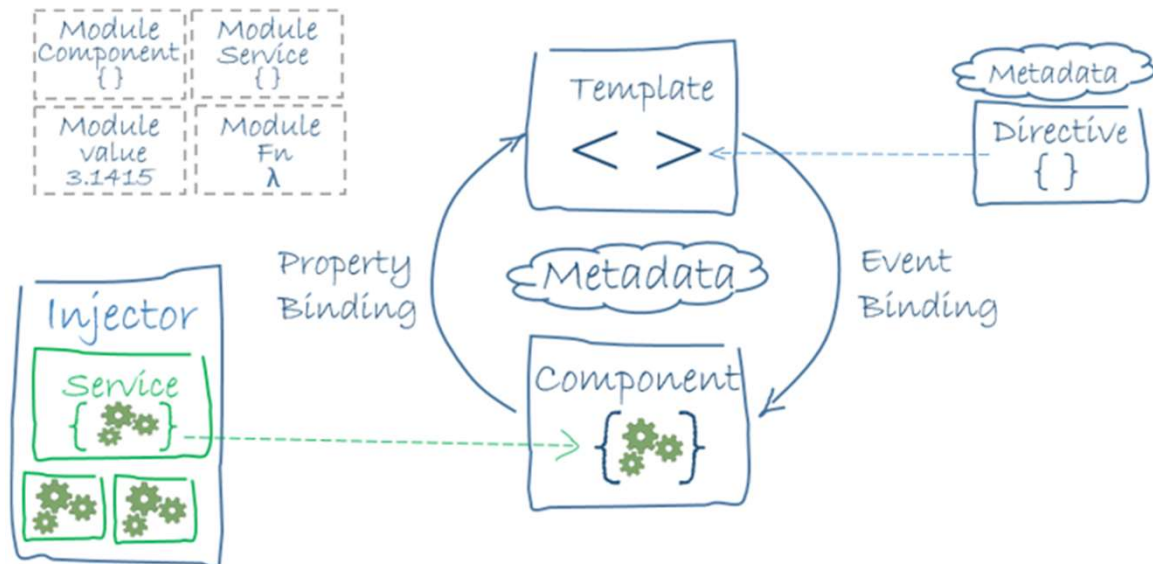 Module
Component
{ }
Module
Service
{ }
Module
value
3.1415
Module
Fn
λ
Template
< >
Metadata
Directive
{ }
Property
Binding
Metadata
Event
Binding
Injector
Service
{ }
Component
{ }